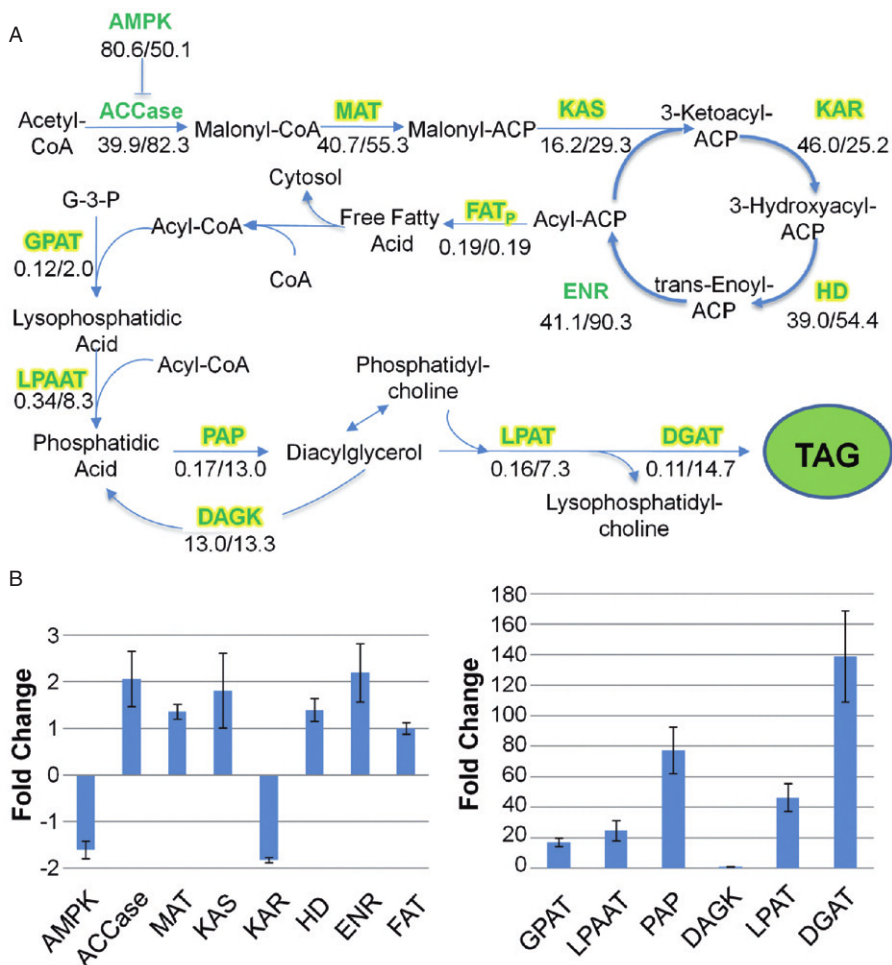 A
AMPK
80.6/50.1
ACCase
Acetyl-
CoA
39.9/82.3
Malonyl-CoA
MAT
40.7/55.3
Malonyl-ACP
KAS
16.2/29.3
3-Ketoacyl-
ACP
KAR
46.0/25.2
3-Hydroxyacyl-
ACP
HD
39.0/54.4
trans-Enoyl-
ACP
ENR
41.1/90.3
Acyl-ACP
FATP
0.19/0.19
Free Fatty
Acid
Cytosol
CoA
Acyl-CoA
G-3-P
GPAT
0.12/2.0
Lysophosphatidic
Acid
LPAAT
0.34/8.3
Acyl-CoA
Phosphatidic
Acid
PAP
0.17/13.0
Diacylglycerol
Phosphatidyl-
choline
DAGK
13.0/13.3
LPAT
0.16/7.3
Lysophosphatidyl-
choline
DGAT
0.11/14.7
TAG
B
Fold Change
3
2
1
0
-1
-2
AMPK
ACCase
MAT
KAS
KAR
HD
ENR
FAT
Fold Change
180
160
140
120
100
80
60
40
20
0
GPAT
LPAAT
PAP
DAGK
LPAT
DGAT